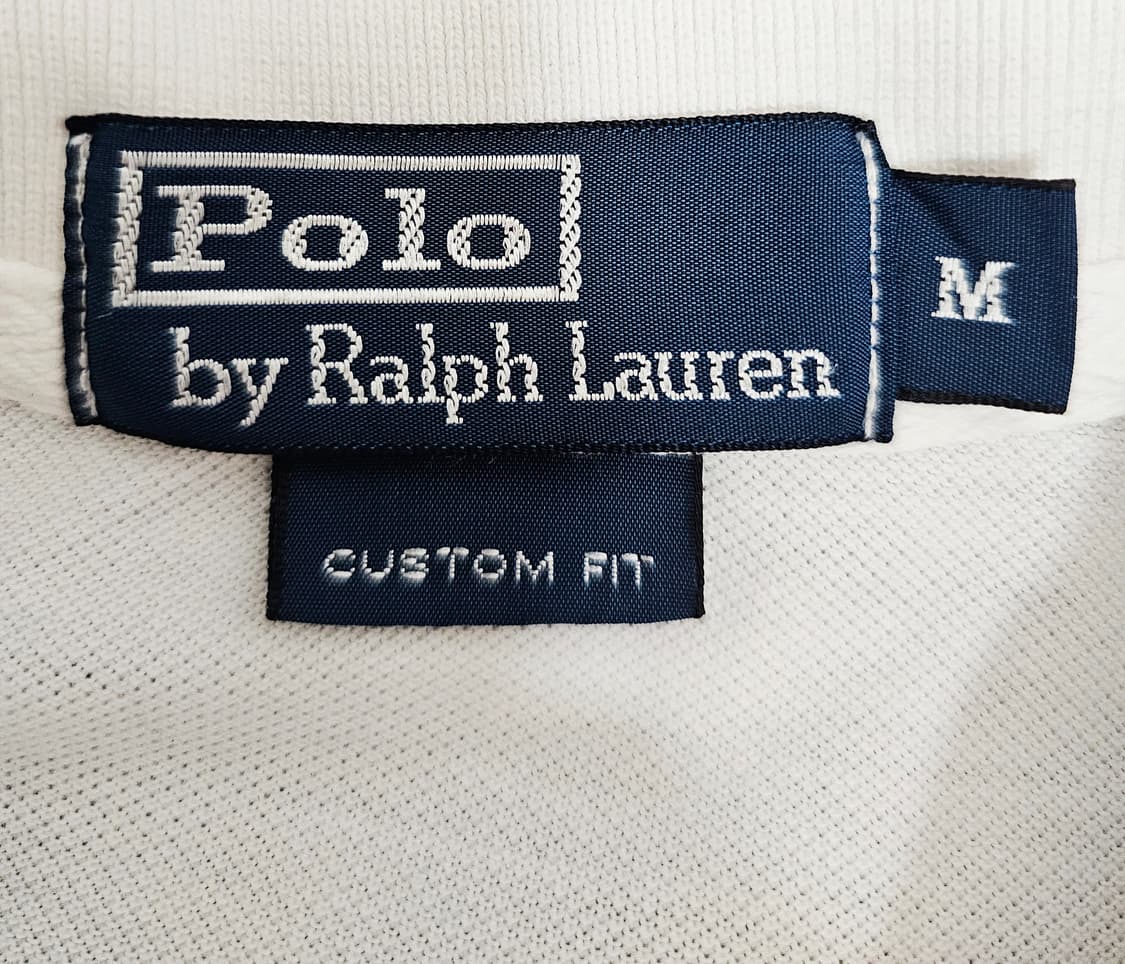 Polo
by Ralph Lauren
M
CUSTOM FIT